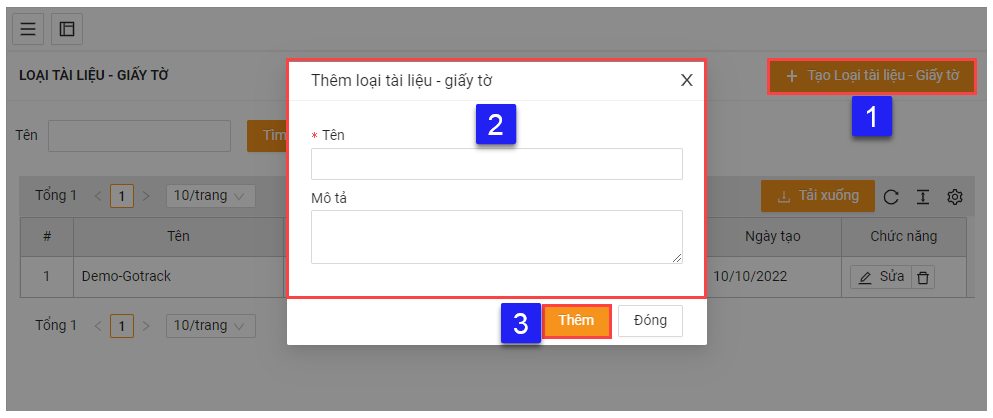 LOẠI TÀI LIỆU - GIẤY TỜ
+ Tạo Loại tài liệu - Giấy tờ
1
Thêm loại tài liệu - giấy tờ X
2
Tên
Tìm
* Tên
Mô tả
Tổng 1 < 1 > 10/trang
Tải xuống
# Tên Ngày tạo Chức năng
1 Demo-Gotrack 10/10/2022 Sửa
Tổng 1 < 1 > 10/trang
3 Thêm Đóng